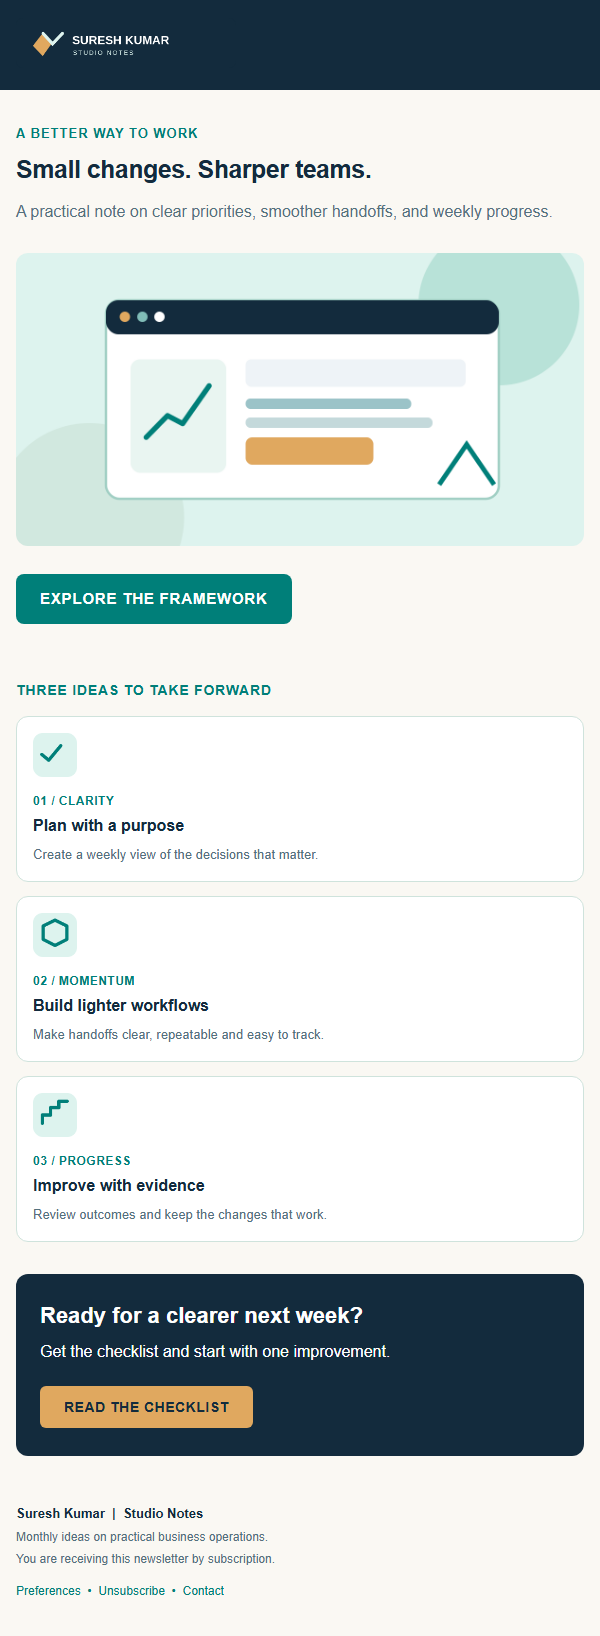 SURESH KUMAR
STUDIO NOTES
A BETTER WAY TO WORK
Small changes. Sharper teams.
A practical note on clear priorities, smoother handoffs, and weekly progress.
EXPLORE THE FRAMEWORK
THREE IDEAS TO TAKE FORWARD
01 / CLARITY
Plan with a purpose
Create a weekly view of the decisions that matter.
02 / MOMENTUM
Build lighter workflows
Make handoffs clear, repeatable and easy to track.
03 / PROGRESS
Improve with evidence
Review outcomes and keep the changes that work.
Ready for a clearer next week?
Get the checklist and start with one improvement.
READ THE CHECKLIST
Suresh Kumar | Studio Notes
Monthly ideas on practical business operations.
You are receiving this newsletter by subscription.
Preferences • Unsubscribe • Contact